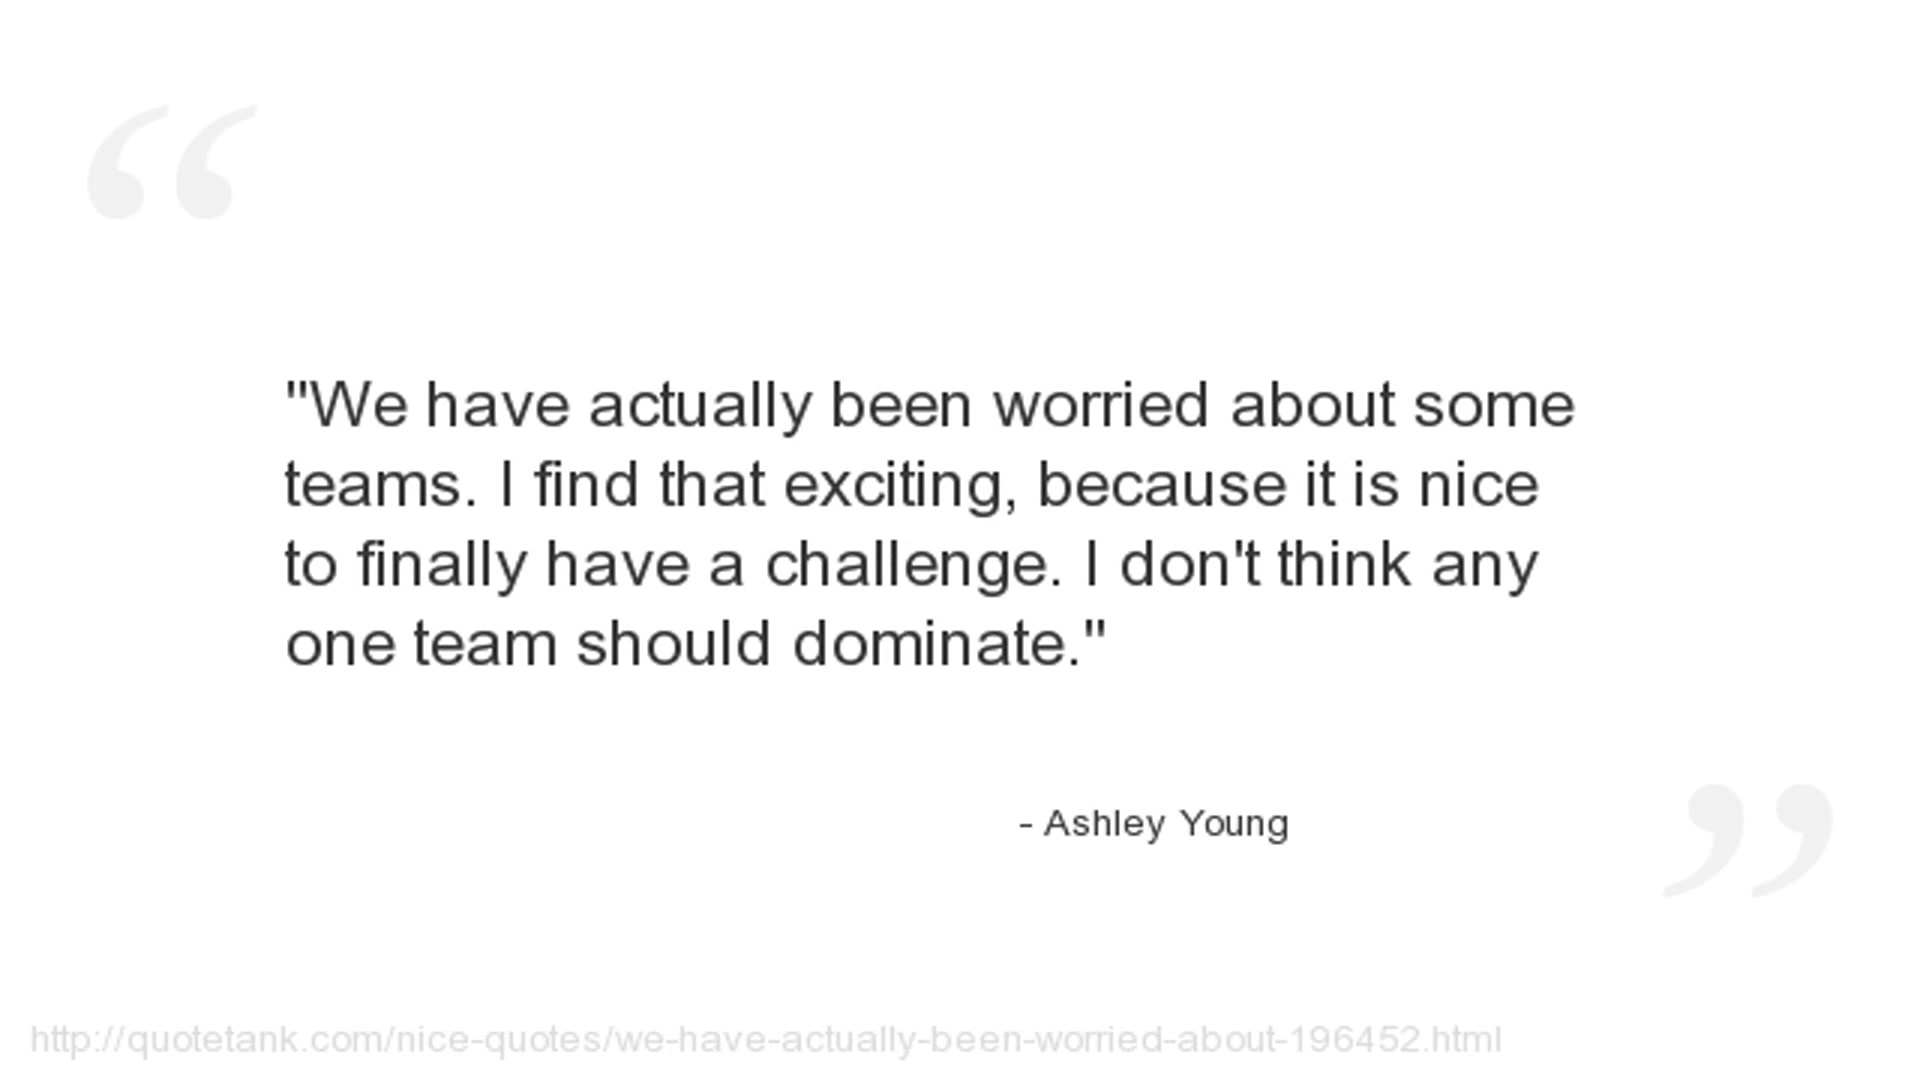 "We have actually been worried about some
teams. I find that exciting, because it is nice
to finally have a challenge. I don't think any
one team should dominate."
- Ashley Young
http://quotetank.com/nice-quotes/we-have-actually-been-worried-about-196452.html